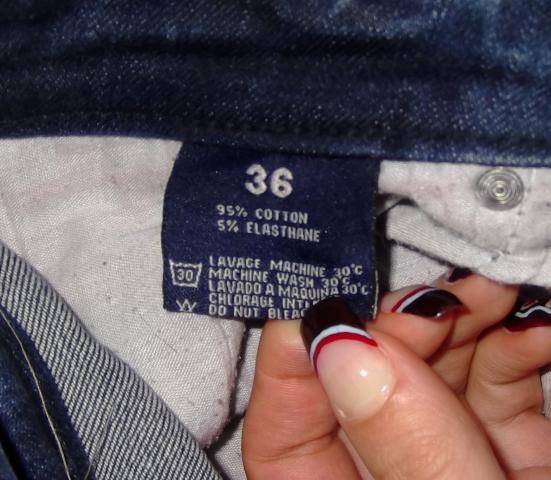 36
95% COTTON
5% ELASTHANE
30
LAVAGE MACHINE 30°C
MACHINE WASH 30°C
LAVADO A MAQUINA 30°C
CHLORAGE
DO NOT